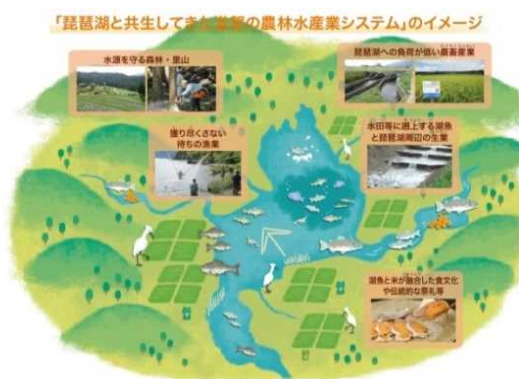 「琵琶湖と共生してきた滋賀の農林水産業システム」のイメージ
水源を守る森林・里山
琵琶湖への負荷が低い農畜産業
獲り尽くさない
待ちの漁業
水田等に遡上する湖魚
と琵琶湖周辺の生業
湖魚と米が融合した食文化
や伝統的な祭礼等